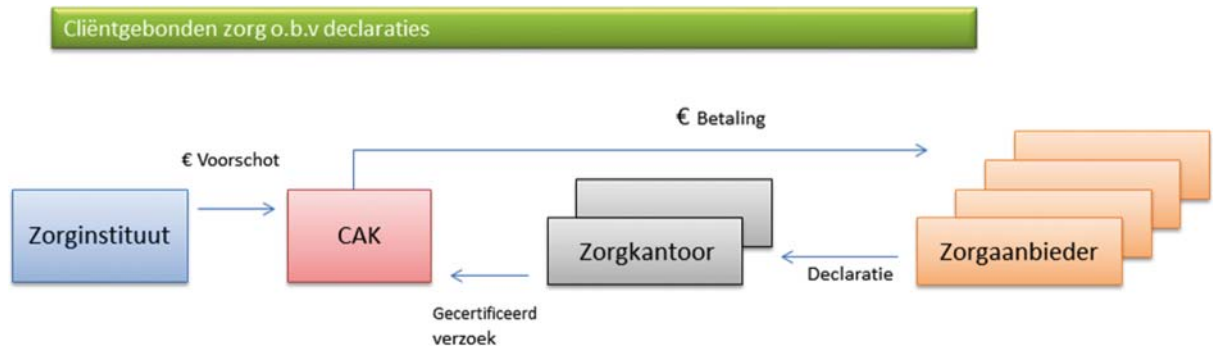 Cliëntgebonden zorg o.b.v declaraties
€ Betaling
€ Voorschot
Zorginstituut
CAK
Zorgkantoor
Zorgaanbieder
Declaratie
Gecertificeerd
verzoek